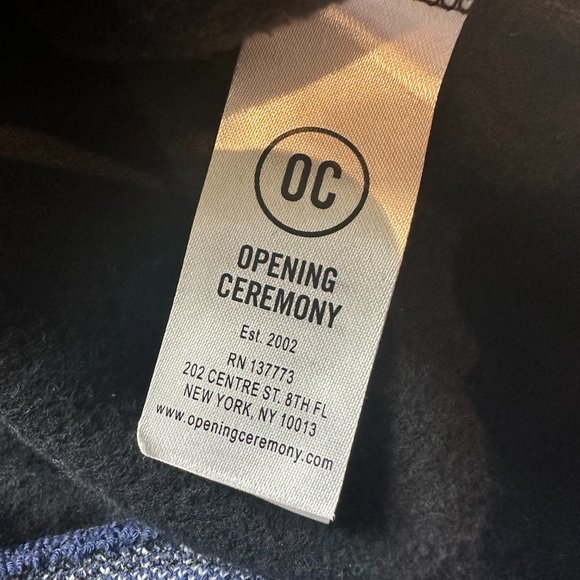 OC
OPENING
CEREMONY
Est. 2002
RN 137773
202 CENTRE ST. 8TH FL
NEW YORK, NY 10013
www.openingceremony.com